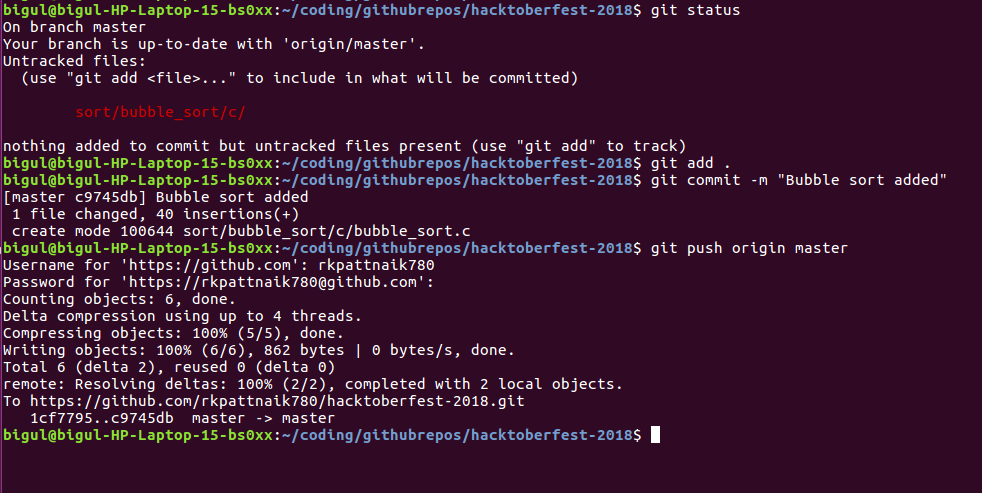 bigul@bigul-HP-Laptop-15-bs0xx:~/coding/githubrepos/hacktoberfest-2018$ git status
On branch master
Your branch is up-to-date with 'origin/master'.
Untracked files:
  (use "git add <file>..." to include in what will be committed)
        sort/bubble_sort/c/
nothing added to commit but untracked files present (use "git add" to track)
bigul@bigul-HP-Laptop-15-bs0xx:~/coding/githubrepos/hacktoberfest-2018$ git add .
bigul@bigul-HP-Laptop-15-bs0xx:~/coding/githubrepos/hacktoberfest-2018$ git commit -m "Bubble sort added"
[master c9745db] Bubble sort added
 1 file changed, 40 insertions(+)
 create mode 100644 sort/bubble_sort/c/bubble_sort.c
bigul@bigul-HP-Laptop-15-bs0xx:~/coding/githubrepos/hacktoberfest-2018$ git push origin master
Username for 'https://github.com': rkpattnaik780
Password for 'https://rkpattnaik780@github.com':
Counting objects: 6, done.
Delta compression using up to 4 threads.
Compressing objects: 100% (5/5), done.
Writing objects: 100% (6/6), 862 bytes | 0 bytes/s, done.
Total 6 (delta 2), reused 0 (delta 0)
remote: Resolving deltas: 100% (2/2), completed with 2 local objects.
To https://github.com/rkpattnaik780/hacktoberfest-2018.git
   1cf7795..c9745db  master -> master
bigul@bigul-HP-Laptop-15-bs0xx:~/coding/githubrepos/hacktoberfest-2018$